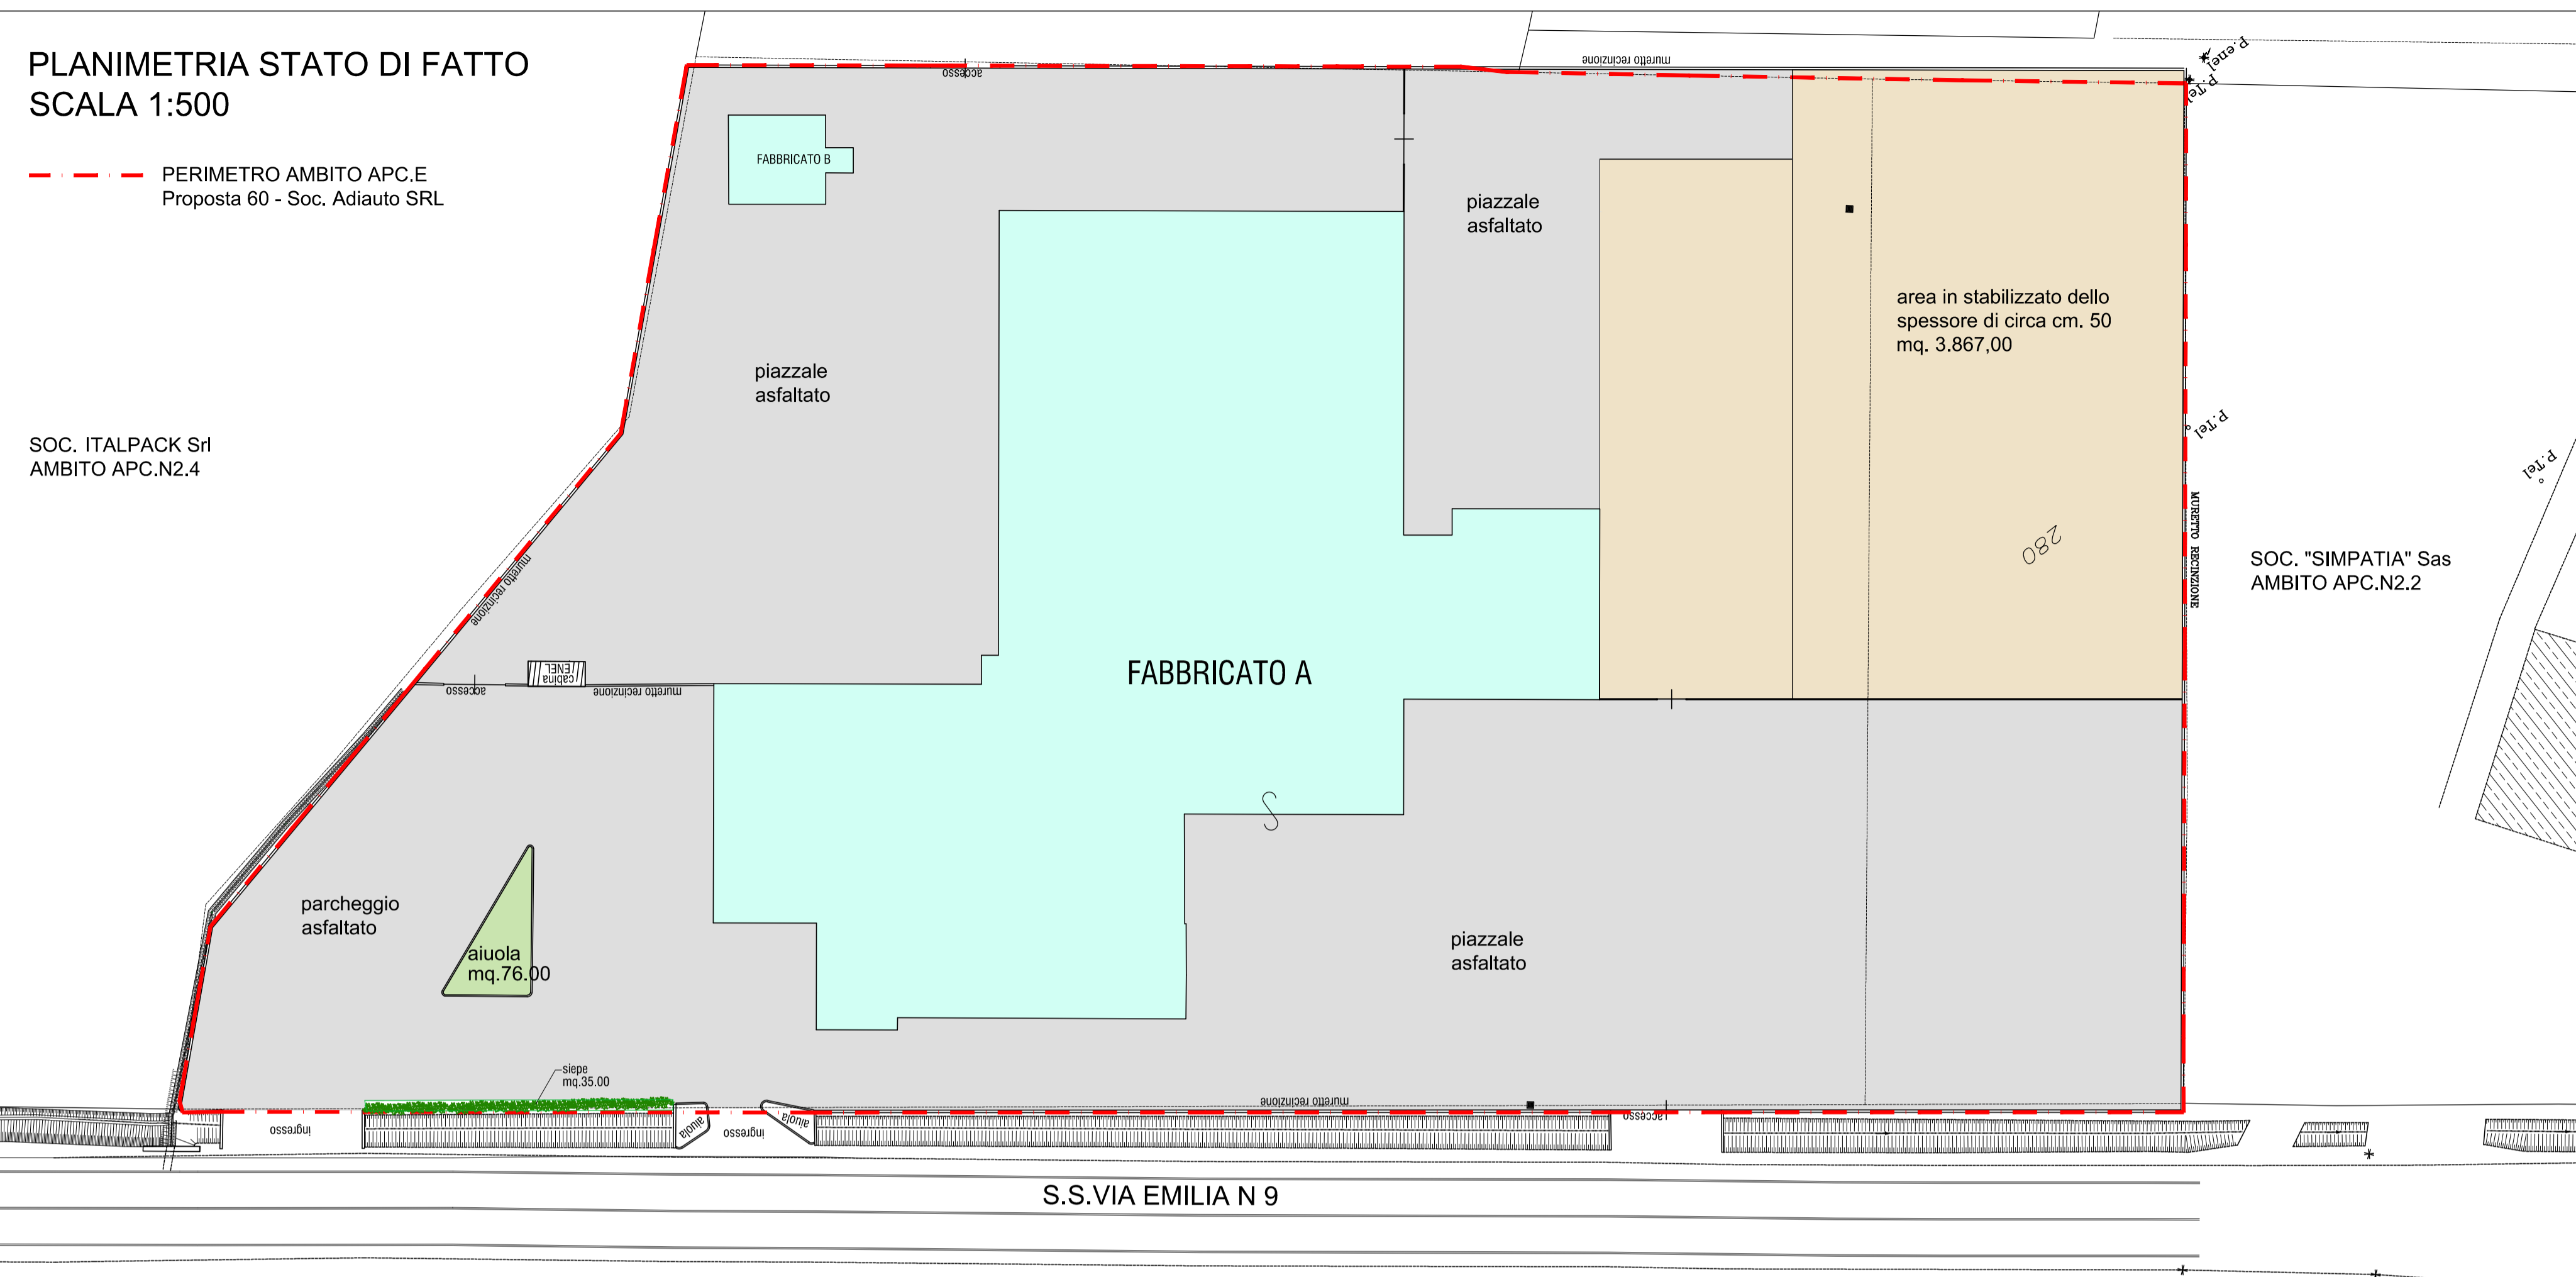 PLANIMETRIA STATO DI FATTO
SCALA 1:500
PERIMETRO AMBITO APC.E
Proposta 60 - Soc. Adiauto SRL
SOC. ITALPACK Srl
AMBITO APC.N2.4
accesso
muretto recinzione
P.enel
P.Tel
FABBRICATO B
piazzale
asfaltato
piazzale
asfaltato
area in stabilizzato dello
spessore di circa cm. 50
mq. 3.867,00
P.Tel
P.Tel
280
MURETTO RECINZIONE
SOC. "SIMPATIA" Sas
AMBITO APC.N2.2
muretto recinzione
accesso
cabina
ENEL
muretto recinzione
FABBRICATO A
S
parcheggio
asfaltato
aiuola
mq.76.00
piazzale
asfaltato
siepe
mq.35.00
ingresso
aiuola
ingresso
aiuola
muretto recinzione
accesso
S.S.VIA EMILIA N 9